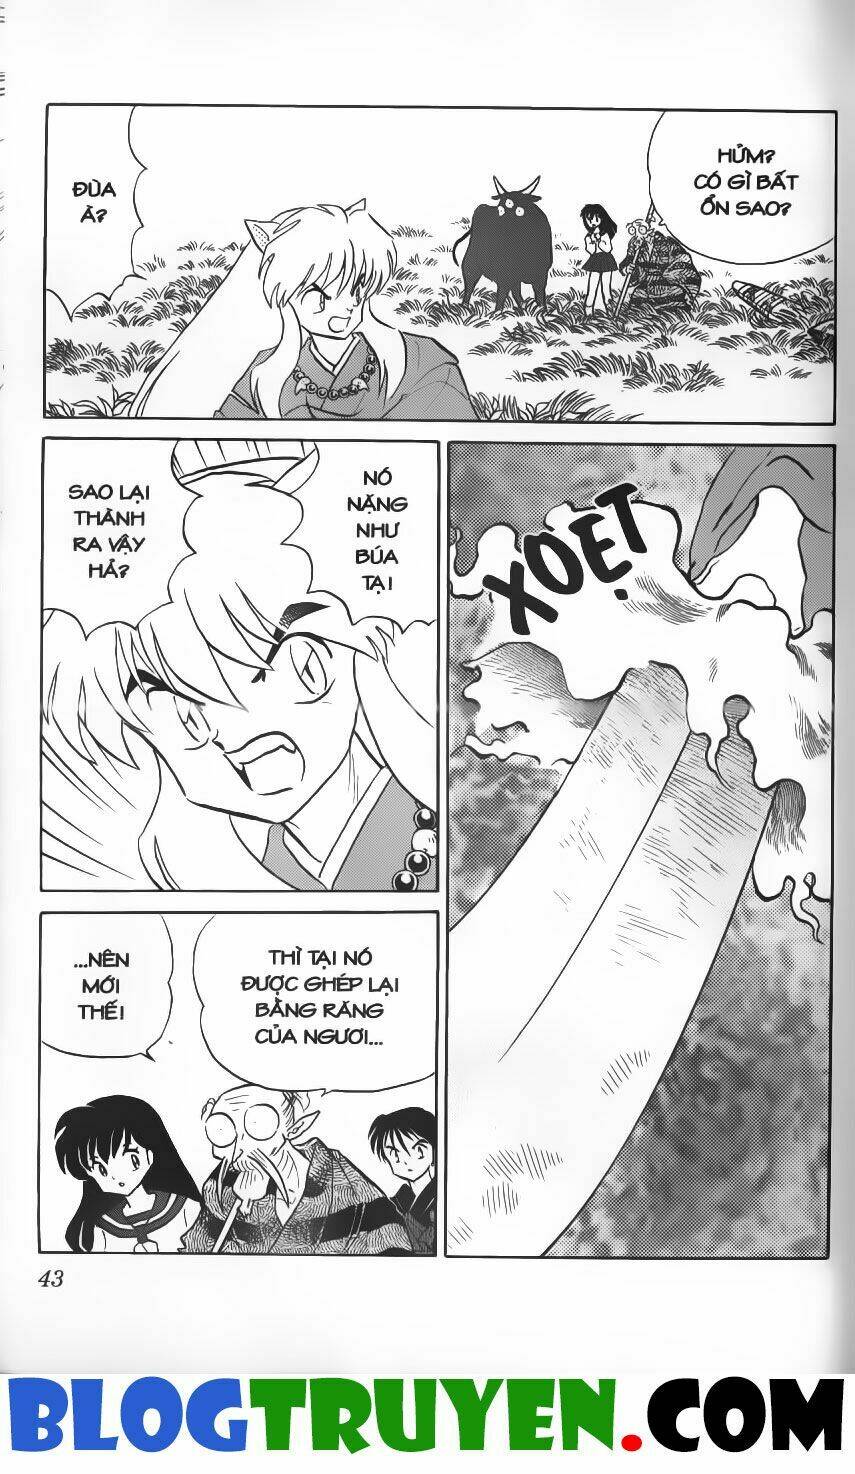 HỬM?
CÓ GÌ BẤT
ỔN SAO?
ĐÙA
À?
XOẸT
NÓ
NẶNG
NHƯ
BÚA
TẠ!
SAO LẠI
THÀNH
RA VẬY
HẢ?
THÌ TẠI NÓ
ĐƯỢC GHÉP LẠI
BẰNG RĂNG
CỦA NGƯƠI...
...NÊN
MỚI
THẾ!
43
BLOGTRUYEN.COM